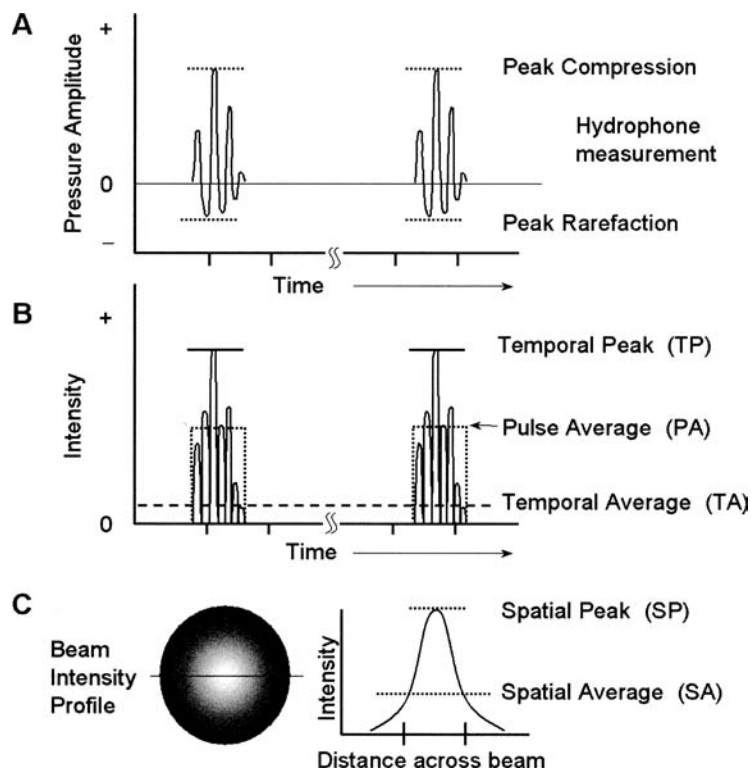 A
+
Pressure Amplitude
0
–
Peak Compression
Hydrophone
measurement
Peak Rarefaction
Time
B
+
Intensity
0
Temporal Peak (TP)
Pulse Average (PA)
Temporal Average (TA)
Time
C
Beam
Intensity
Profile
Intensity
Spatial Peak (SP)
Spatial Average (SA)
Distance across beam